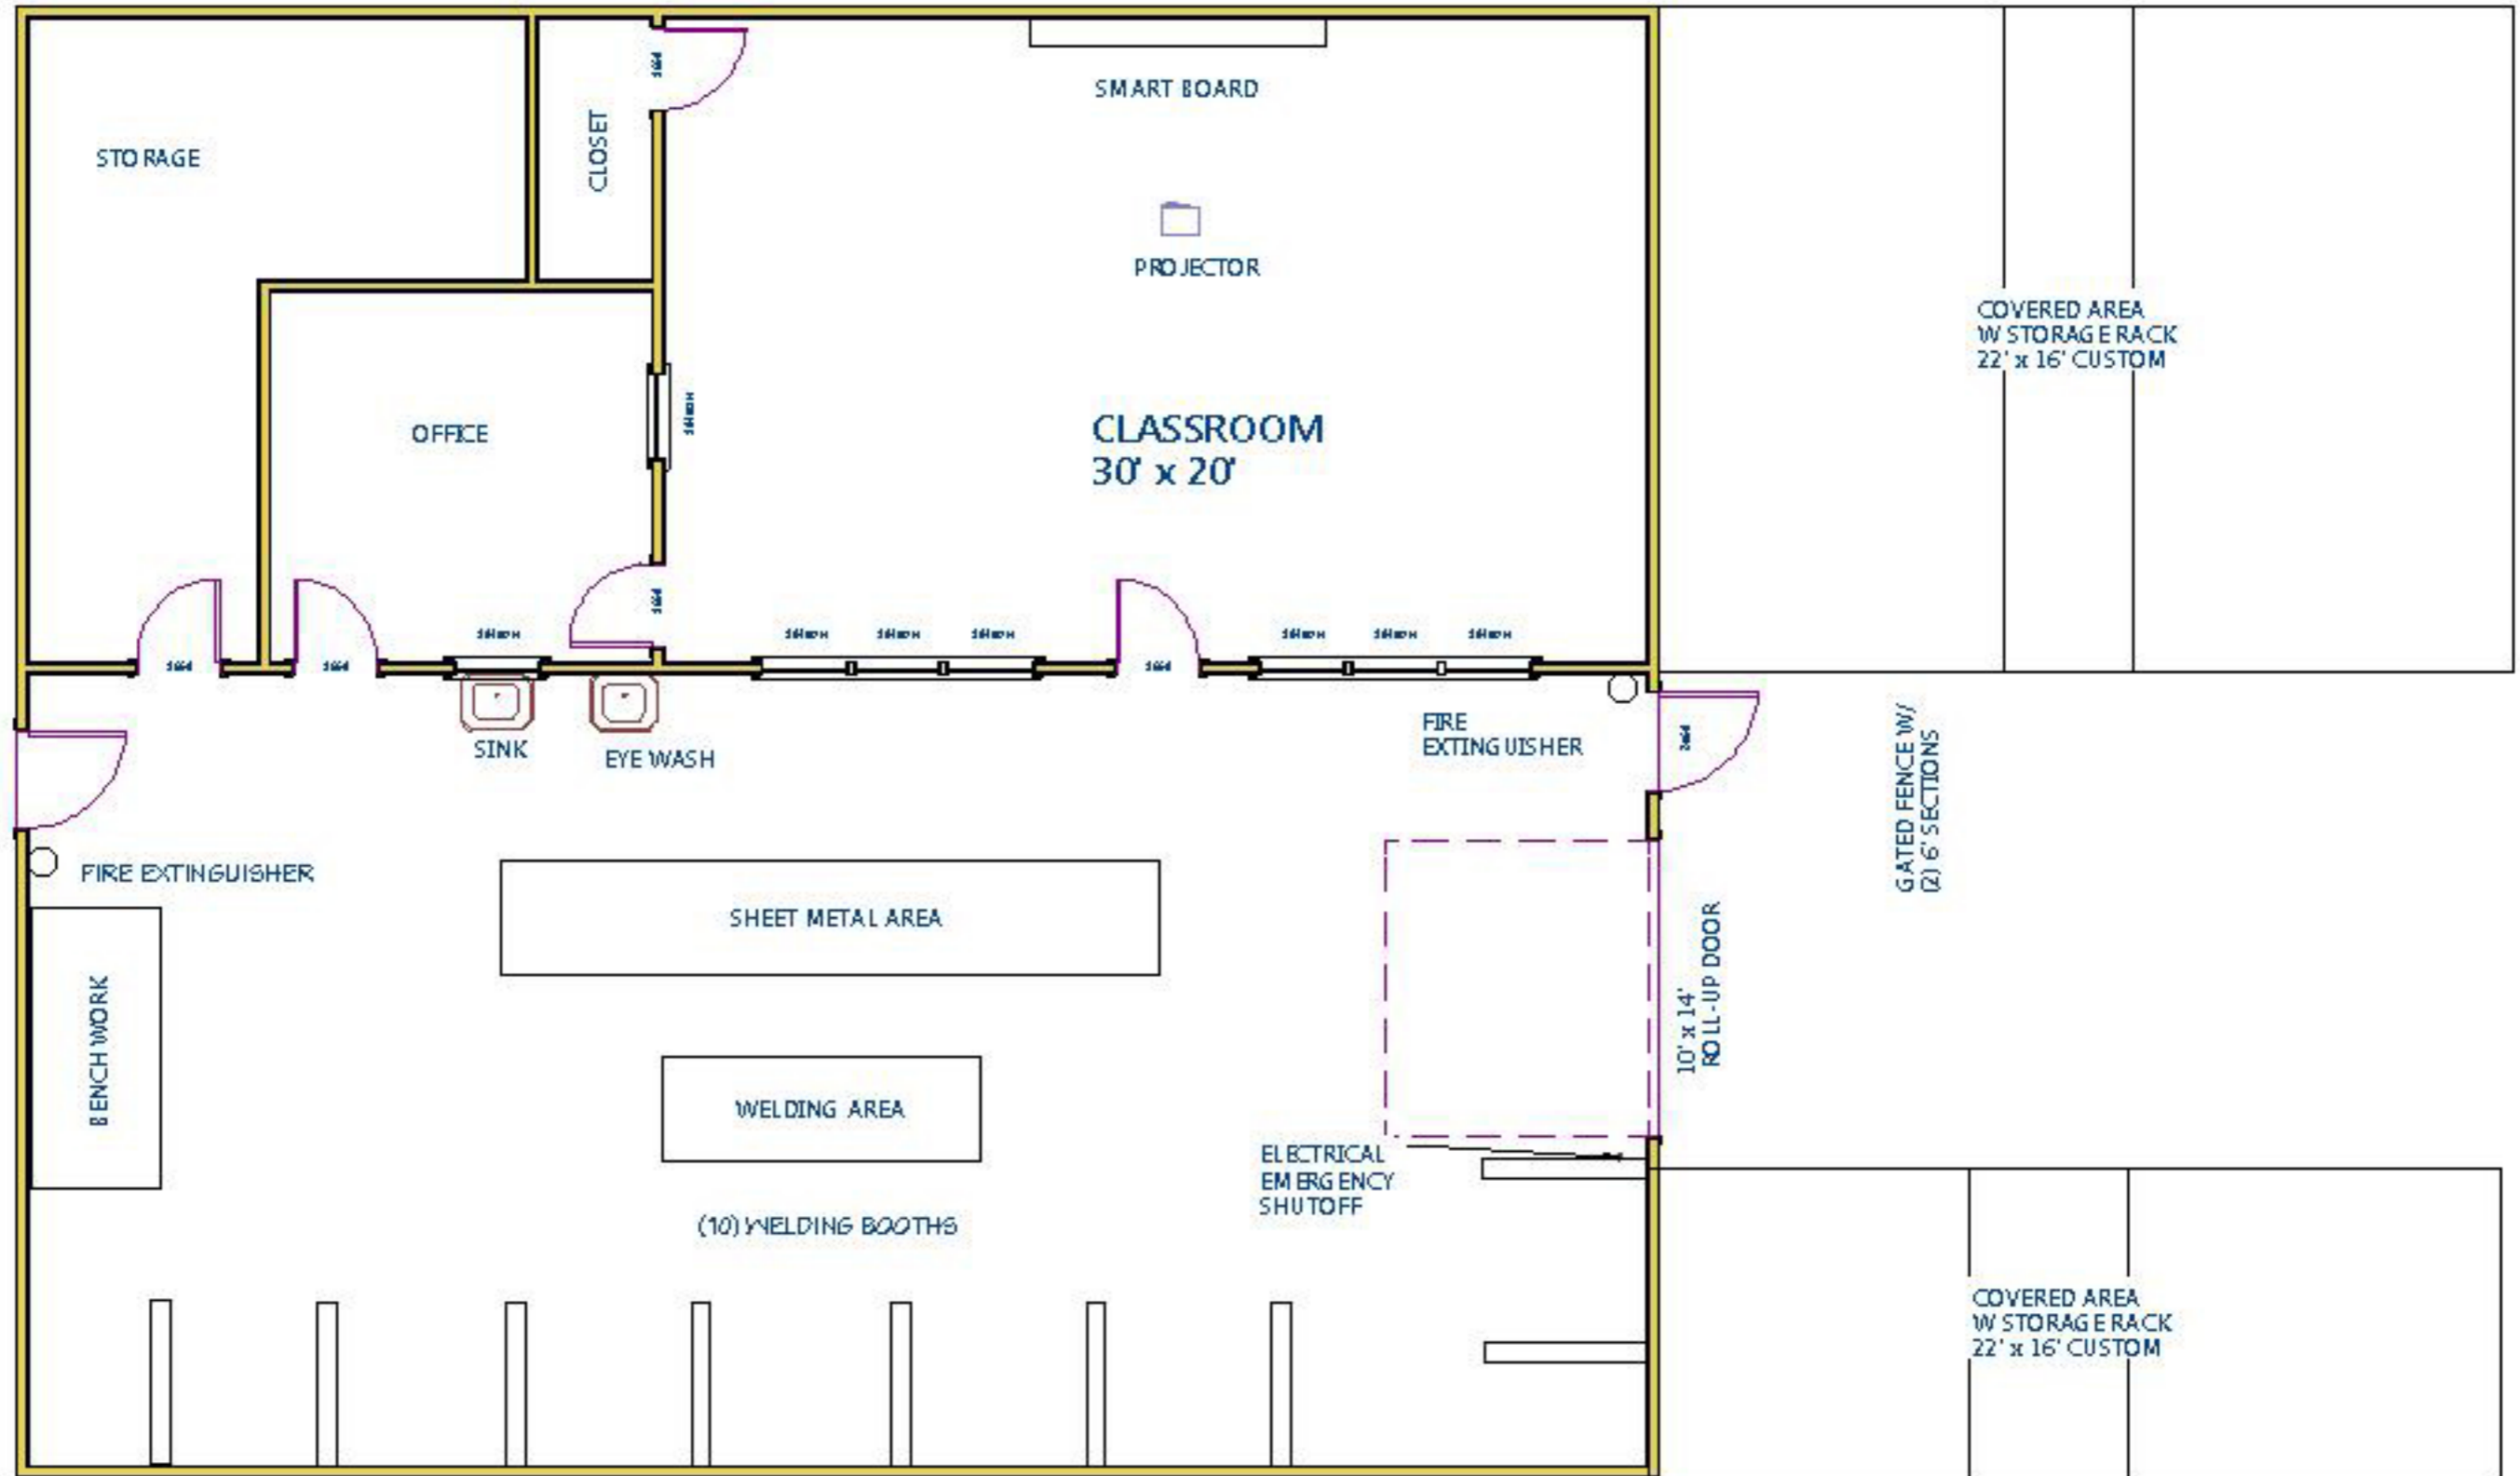 SMART BOARD
STORAGE
CLOSET
PROJECTOR
COVERED AREA
W STORAGE RACK
22' x 16' CUSTOM
OFFICE
CLASSROOM
30' x 20'
SINK
EYE WASH
FIRE
EXTINGUISHER
GATED FENCE W/
(2) 6' SECTIONS
FIRE EXTINGUISHER
SHEET METAL AREA
BENCH WORK
10' x 14'
ROLL-UP DOOR
WELDING AREA
ELECTRICAL
EMERGENCY
SHUTOFF
(10) WELDING BOOTHS
COVERED AREA
W STORAGE RACK
22' x 16' CUSTOM